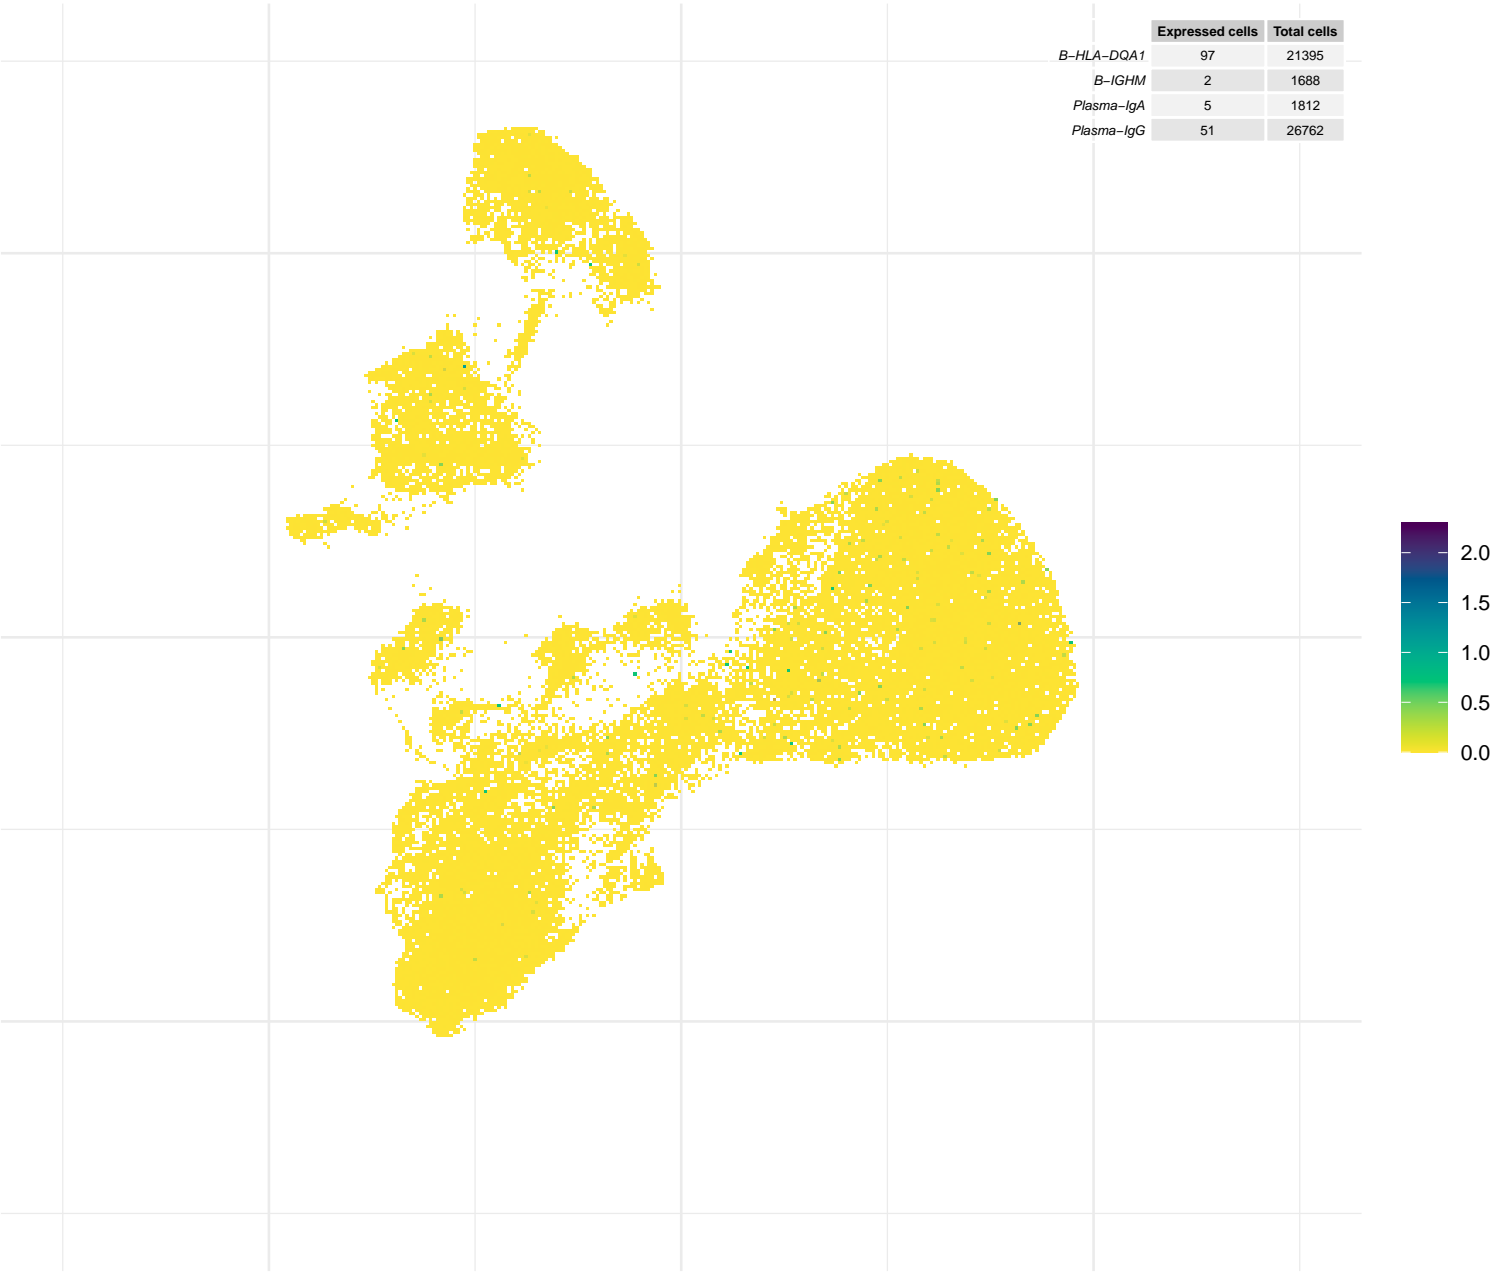 Expressed cells Total cells
B−HLA−DQA1 97 21395
B−IGHM 2 1688
Plasma−IgA 5 1812
Plasma−IgG 51 26762
2.0
1.5
1.0
0.5
0.0